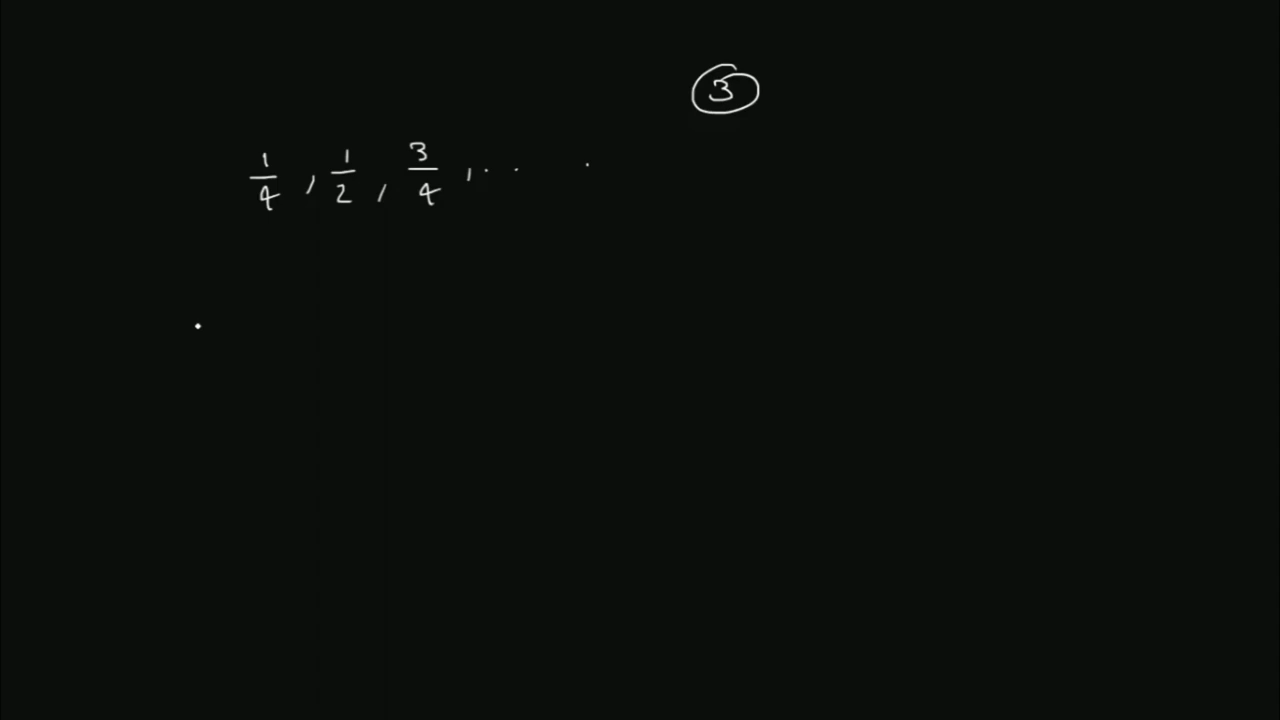 ③
1/4 , 1/2 , 3/4 , . . .